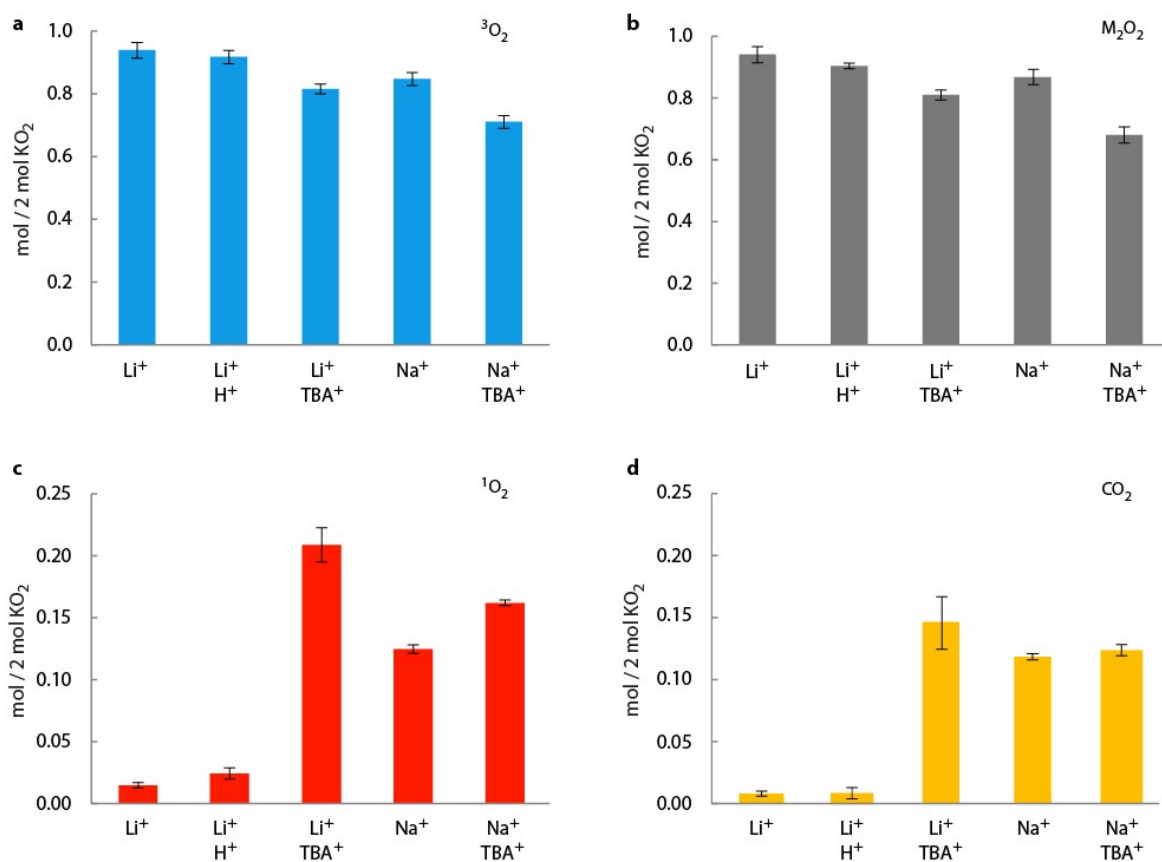 a
³O₂
1.0
0.8
0.6
0.4
0.2
0.0
mol / 2 mol KO₂
Li⁺ Li⁺ Li⁺ Na⁺ Na⁺
H⁺ TBA⁺ TBA⁺
b
M₂O₂
1.0
0.8
0.6
0.4
0.2
0.0
mol / 2 mol KO₂
Li⁺ Li⁺ Li⁺ Na⁺ Na⁺
H⁺ TBA⁺ TBA⁺
c
¹O₂
0.25
0.20
0.15
0.10
0.05
0.00
mol / 2 mol KO₂
Li⁺ Li⁺ Li⁺ Na⁺ Na⁺
H⁺ TBA⁺ TBA⁺
d
CO₂
0.25
0.20
0.15
0.10
0.05
0.00
mol / 2 mol KO₂
Li⁺ Li⁺ Li⁺ Na⁺ Na⁺
H⁺ TBA⁺ TBA⁺